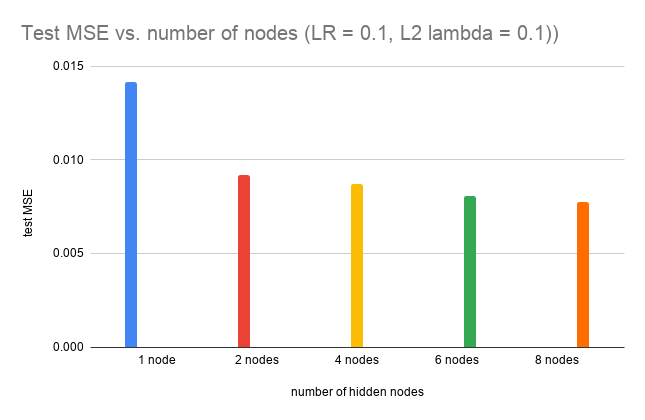 Test MSE vs. number of nodes (LR = 0.1, L2 lambda = 0.1))
0.015
0.010
0.005
0.000
test MSE
1 node 2 nodes 4 nodes 6 nodes 8 nodes
number of hidden nodes